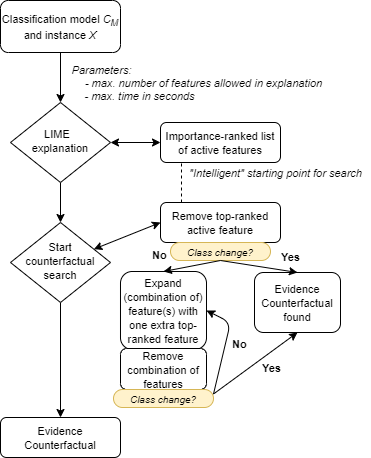 Classification model C_M
and instance X
Parameters:
- max. number of features allowed in explanation
- max. time in seconds
LIME
explanation
Importance-ranked list
of active features
"Intelligent" starting point for search
Remove top-ranked
active feature
Class change?
Start
counterfactual
search
No
Yes
Expand
(combination of)
feature(s) with
one extra top-
ranked feature
Evidence
Counterfactual
found
No
Remove
combination of
features
Yes
Class change?
Evidence
Counterfactual